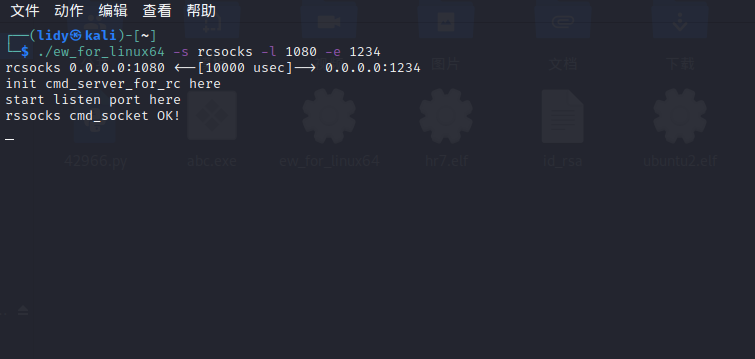 文件 动作 编辑 查看 帮助
┌──(lidy㉿kali)-[~]
└─$ ./ew_for_linux64 -s rcsocks -l 1080 -e 1234
rcsocks 0.0.0.0:1080 <--[10000 usec]--> 0.0.0.0:1234
init cmd_server_for_rc here
start listen port here
rssocks cmd_socket OK!
图片 文档 下载
42966.py abc.exe ew_for_linux64 br7.elf id_rsa ubuntu2.elf